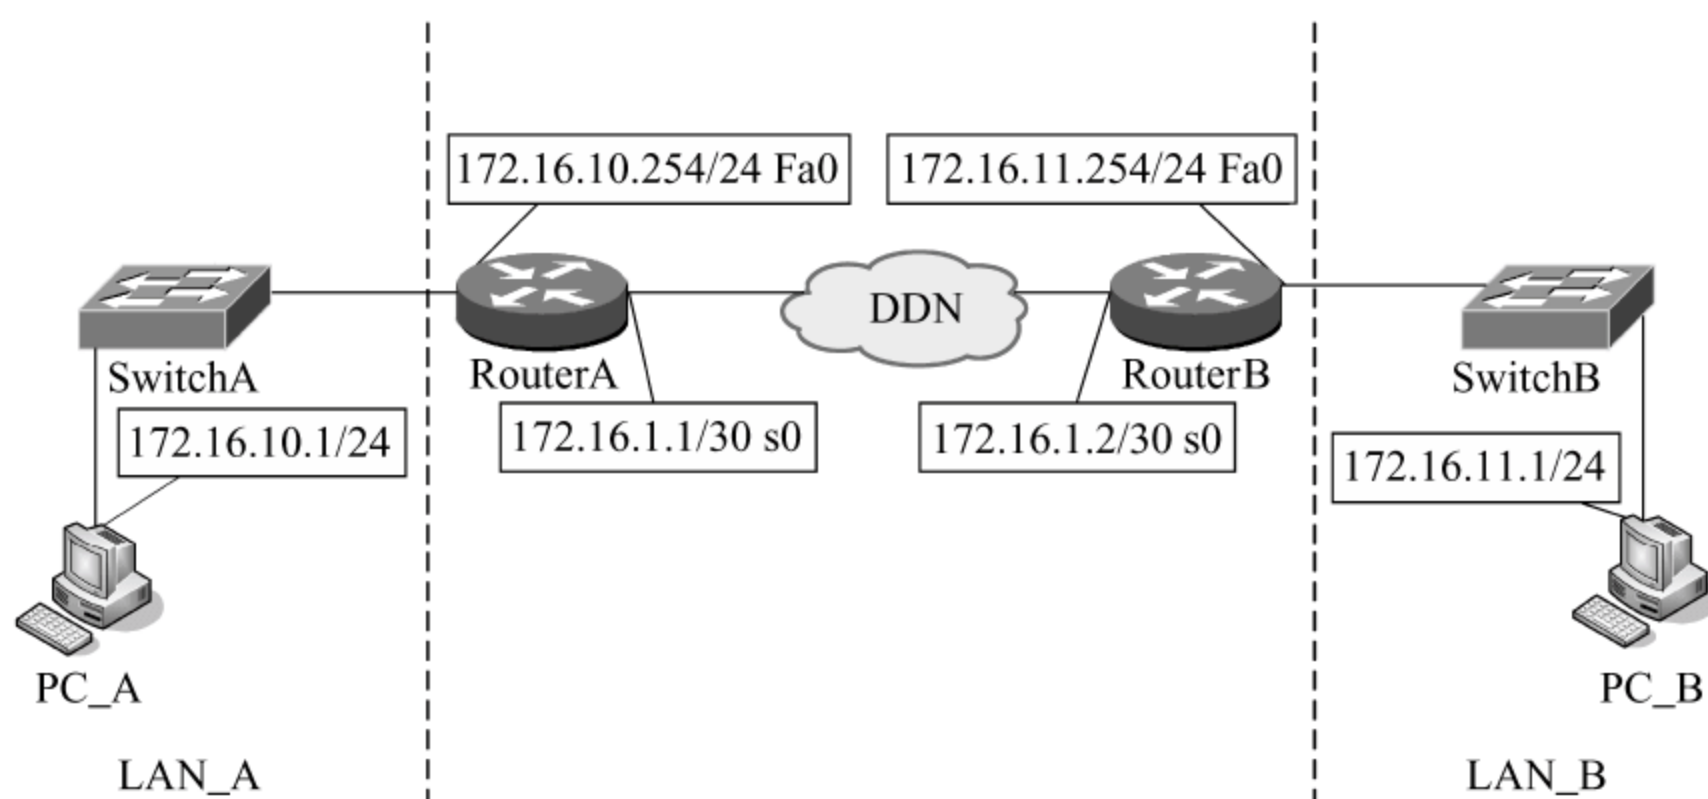 172.16.10.254/24 Fa0
172.16.11.254/24 Fa0
DDN
SwitchA
RouterA
RouterB
SwitchB
172.16.10.1/24
172.16.1.1/30 s0
172.16.1.2/30 s0
172.16.11.1/24
PC_A
PC_B
LAN_A
LAN_B